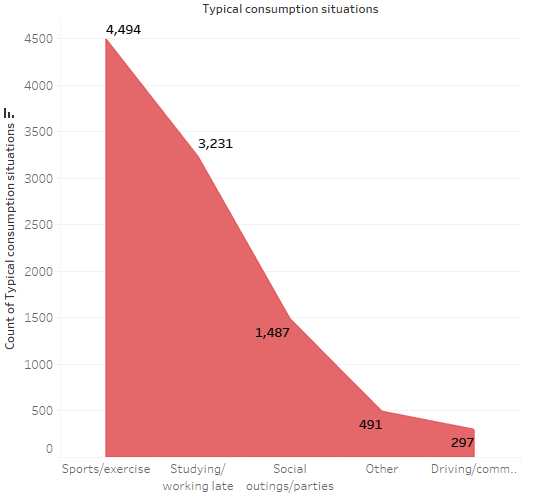 Typical consumption situations
Count of Typical consumption situations
4500
4000
3500
3000
2500
2000
1500
1000
500
0
4,494
3,231
1,487
491
297
Sports/exercise
Studying/
working late
Social
outings/parties
Other
Driving/comm..